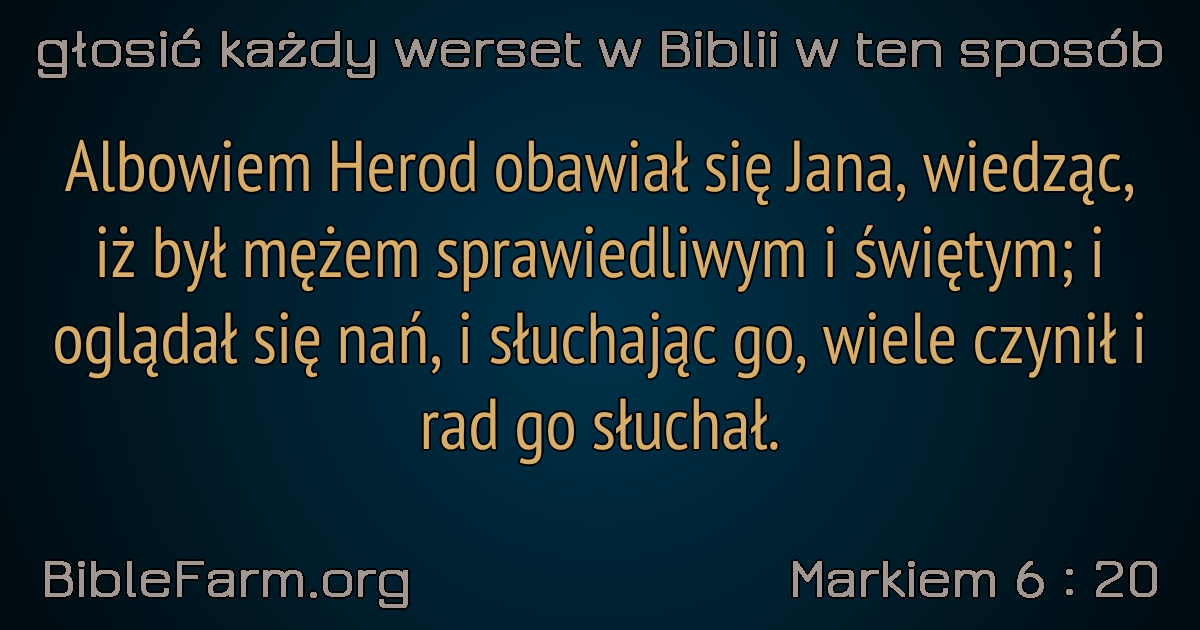 głosić każdy werset w Biblii w ten sposób
Albowiem Herod obawiał się Jana, wiedząc,
iż był mężem sprawiedliwym i świętym; i
oglądał się nań, i słuchając go, wiele czynił i
rad go słuchał.
BibleFarm.org
Markiem 6 : 20